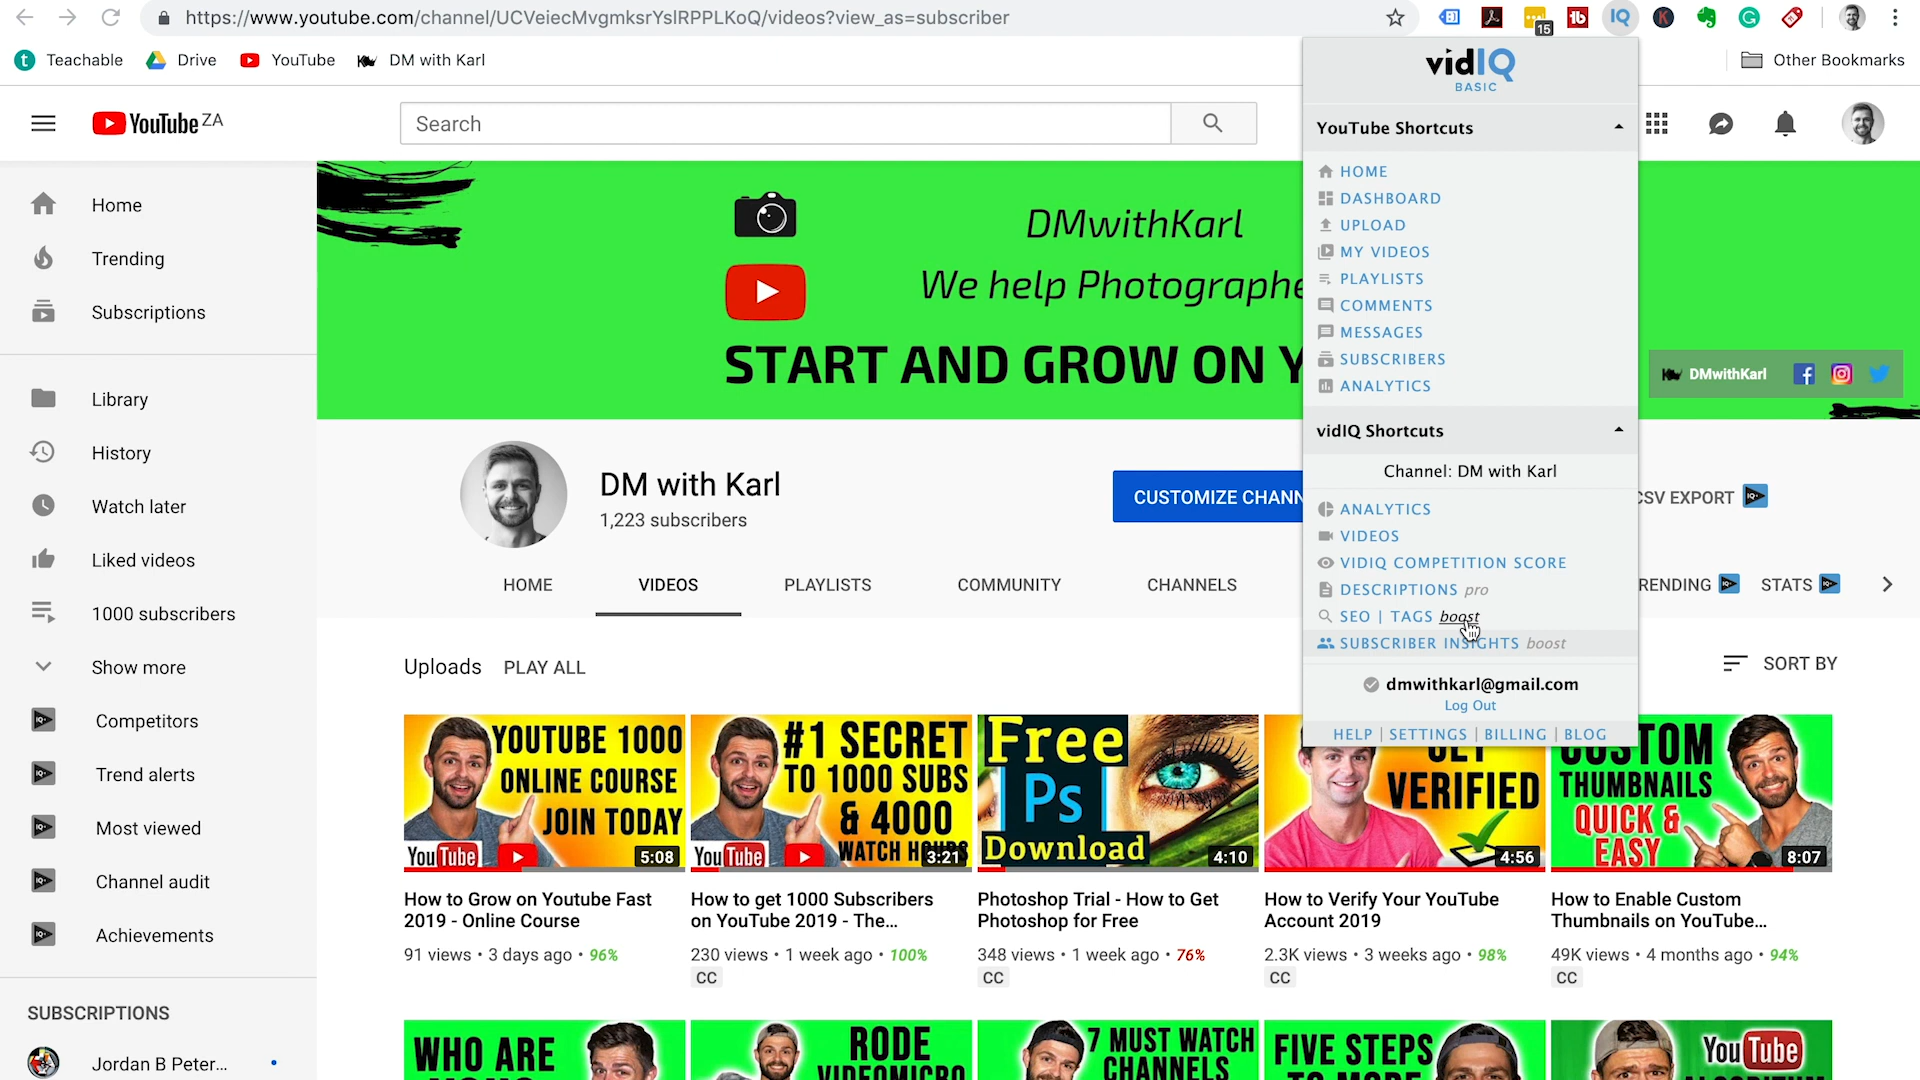 https://www.youtube.com/channel/UCVeiecMvgmksrYslRPPLKoQ/videos?view_as=subscriber
15
IQ
K
Teachable
Drive
YouTube
DM with Karl
Other Bookmarks
YouTube ZA
Search
vidIQ
BASIC
YouTube Shortcuts
HOME
DASHBOARD
UPLOAD
MY VIDEOS
PLAYLISTS
COMMENTS
MESSAGES
SUBSCRIBERS
ANALYTICS
vidIQ Shortcuts
Channel: DM with Karl
ANALYTICS
VIDEOS
VIDIQ COMPETITION SCORE
DESCRIPTIONS pro
SEO | TAGS boost
SUBSCRIBER INSIGHTS boost
dmwithkarl@gmail.com
Log Out
HELP | SETTINGS | BILLING | BLOG
Home
Trending
Subscriptions
Library
History
Watch later
Liked videos
1000 subscribers
Show more
Competitors
Trend alerts
Most viewed
Channel audit
Achievements
SUBSCRIPTIONS
Jordan B Peter...
DMwithKarl
We help Photographe
START AND GROW ON Y
DMwithKarl
DM with Karl
1,223 subscribers
CUSTOMIZE CHANN
CSV EXPORT
HOME
VIDEOS
PLAYLISTS
COMMUNITY
CHANNELS
RENDING
STATS
Uploads
PLAY ALL
SORT BY
YOUTUBE 1000
ONLINE COURSE
JOIN TODAY
YouTube
5:08
How to Grow on Youtube Fast
2019 - Online Course
91 views • 3 days ago • 96%
#1 SECRET
TO 1000 SUBS
& 4000
WATCH HOURS
YouTube
3:21
How to get 1000 Subscribers
on YouTube 2019 - The...
230 views • 1 week ago • 100%
CC
Free
Ps
Download
4:10
Photoshop Trial - How to Get
Photoshop for Free
348 views • 1 week ago • 76%
CC
GET
VERIFIED
4:56
How to Verify Your YouTube
Account 2019
2.3K views • 3 weeks ago • 98%
CC
CUSTOM
THUMBNAILS
QUICK &
EASY
8:07
How to Enable Custom
Thumbnails on YouTube...
49K views • 4 months ago • 94%
CC
WHO ARE
RODE
VIDEOMICRO
7 MUST WATCH
CHANNELS
FIVE STEPS
TO MORE
YouTube